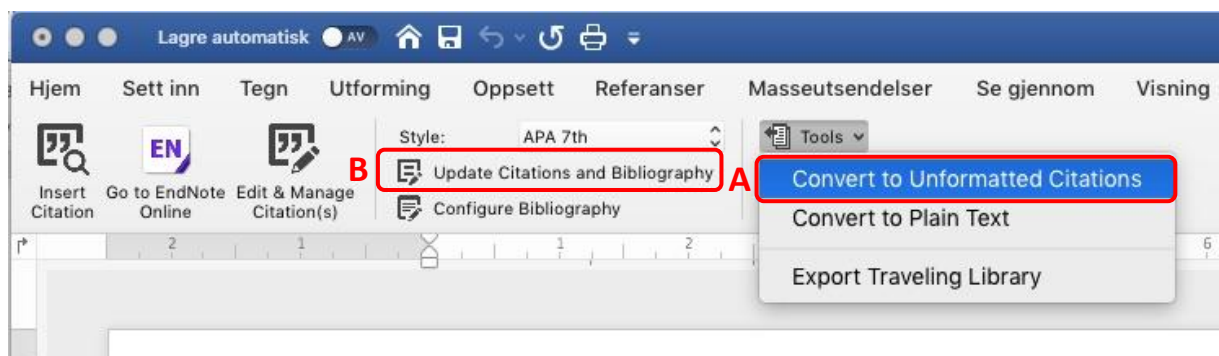 Lagre automatisk AV
Hjem Sett inn Tegn Utforming Oppsett Referanser Masseutsendelser Se gjennom Visning
EN
Insert Citation
Go to EndNote Online
Edit & Manage Citation(s)
Style: APA 7th
B Update Citations and Bibliography
Configure Bibliography
Tools
A Convert to Unformatted Citations
Convert to Plain Text
Export Traveling Library
2 1 1 2 6